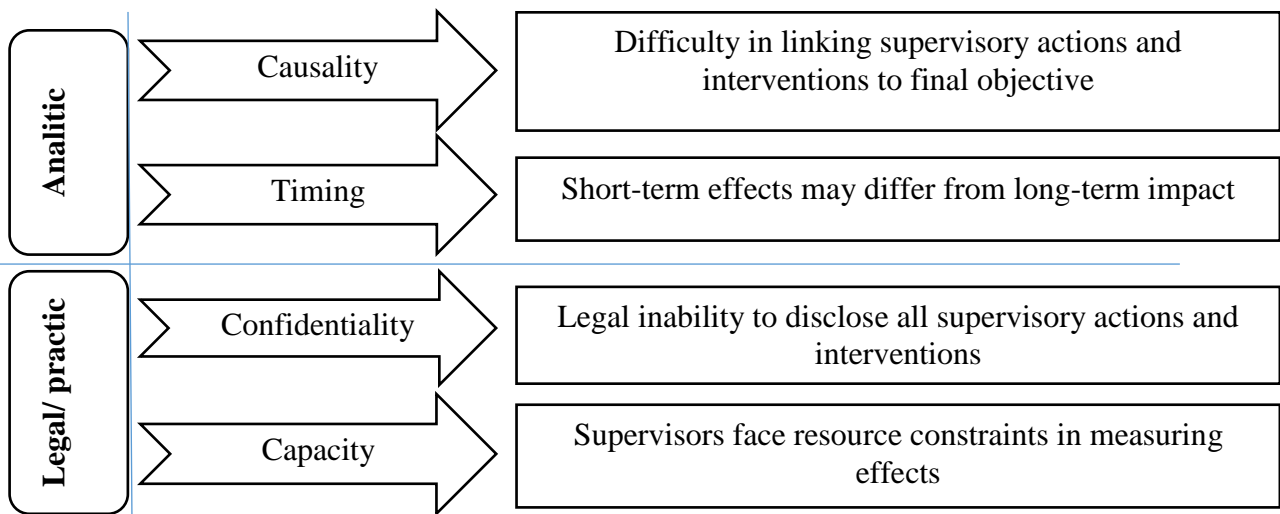 Analitic
Causality
Difficulty in linking supervisory actions and
interventions to final objective
Timing
Short-term effects may differ from long-term impact
Legal/ practic
Confidentiality
Legal inability to disclose all supervisory actions and
interventions
Capacity
Supervisors face resource constraints in measuring
effects